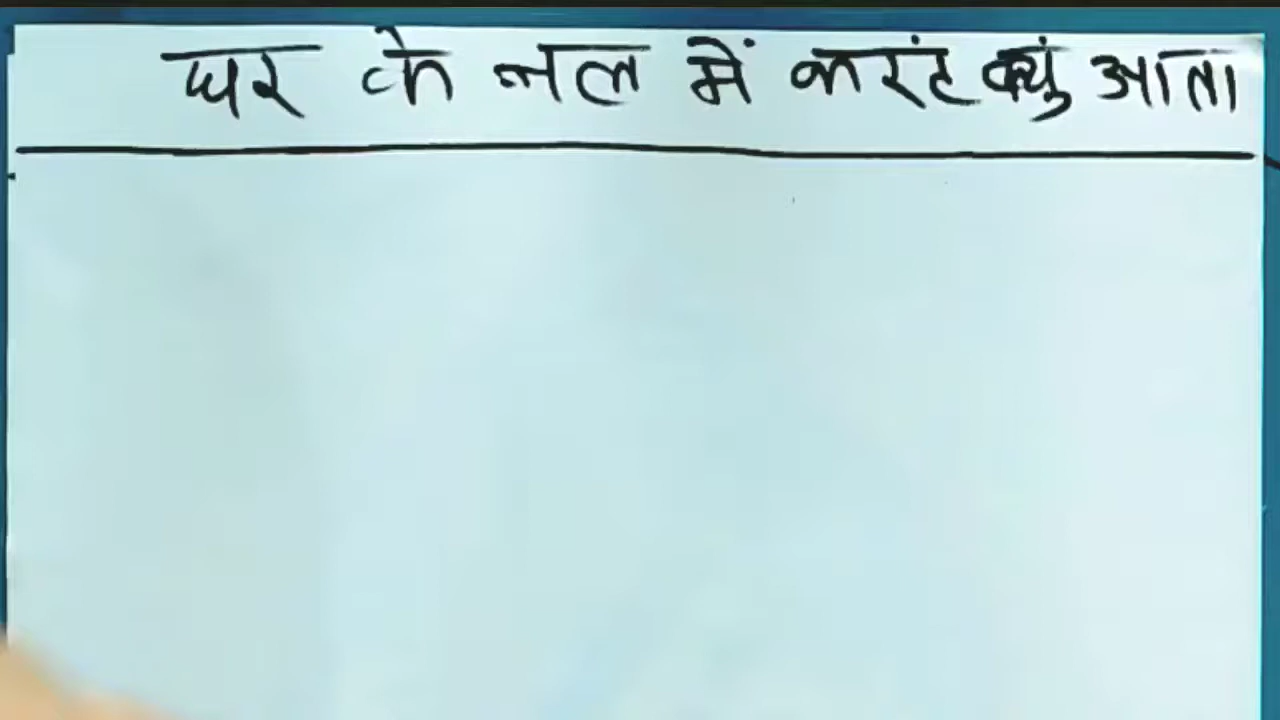 घर के नल में करंट क्युं आता